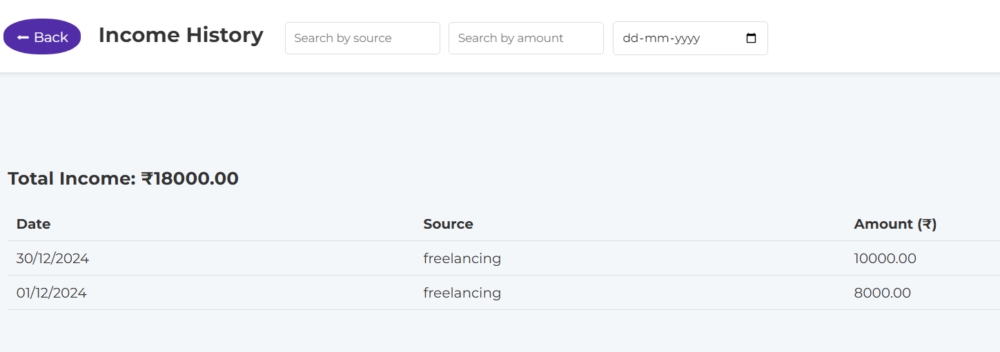 ← Back Income History Search by source Search by amount dd-mm-yyyy
Total Income: ₹18000.00
Date Source Amount (₹)
30/12/2024 freelancing 10000.00
01/12/2024 freelancing 8000.00